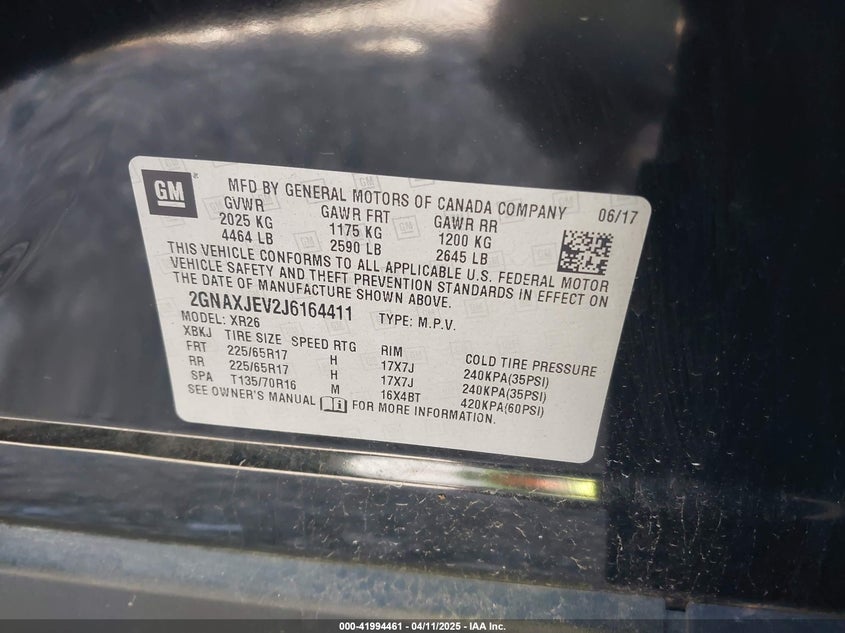 GM
MFD BY GENERAL MOTORS OF CANADA COMPANY 06/17
GVWR GAWR FRT GAWR RR
2025 KG 1175 KG 1200 KG
4464 LB 2590 LB 2645 LB
THIS VEHICLE CONFORMS TO ALL APPLICABLE U.S. FEDERAL MOTOR
VEHICLE SAFETY AND THEFT PREVENTION STANDARDS IN EFFECT ON
THE DATE OF MANUFACTURE SHOWN ABOVE.
2GNAXJEV2J6164411 TYPE: M.P.V.
MODEL: XR26
XBKJ TIRE SIZE SPEED RTG RIM COLD TIRE PRESSURE
FRT 225/65R17 H 17X7J 240KPA(35PSI)
RR 225/65R17 H 17X7J 240KPA(35PSI)
SPA T135/70R16 M 16X4BT 420KPA(60PSI)
SEE OWNER'S MANUAL FOR MORE INFORMATION.
000-41994461 - 04/11/2025 - IAA Inc.